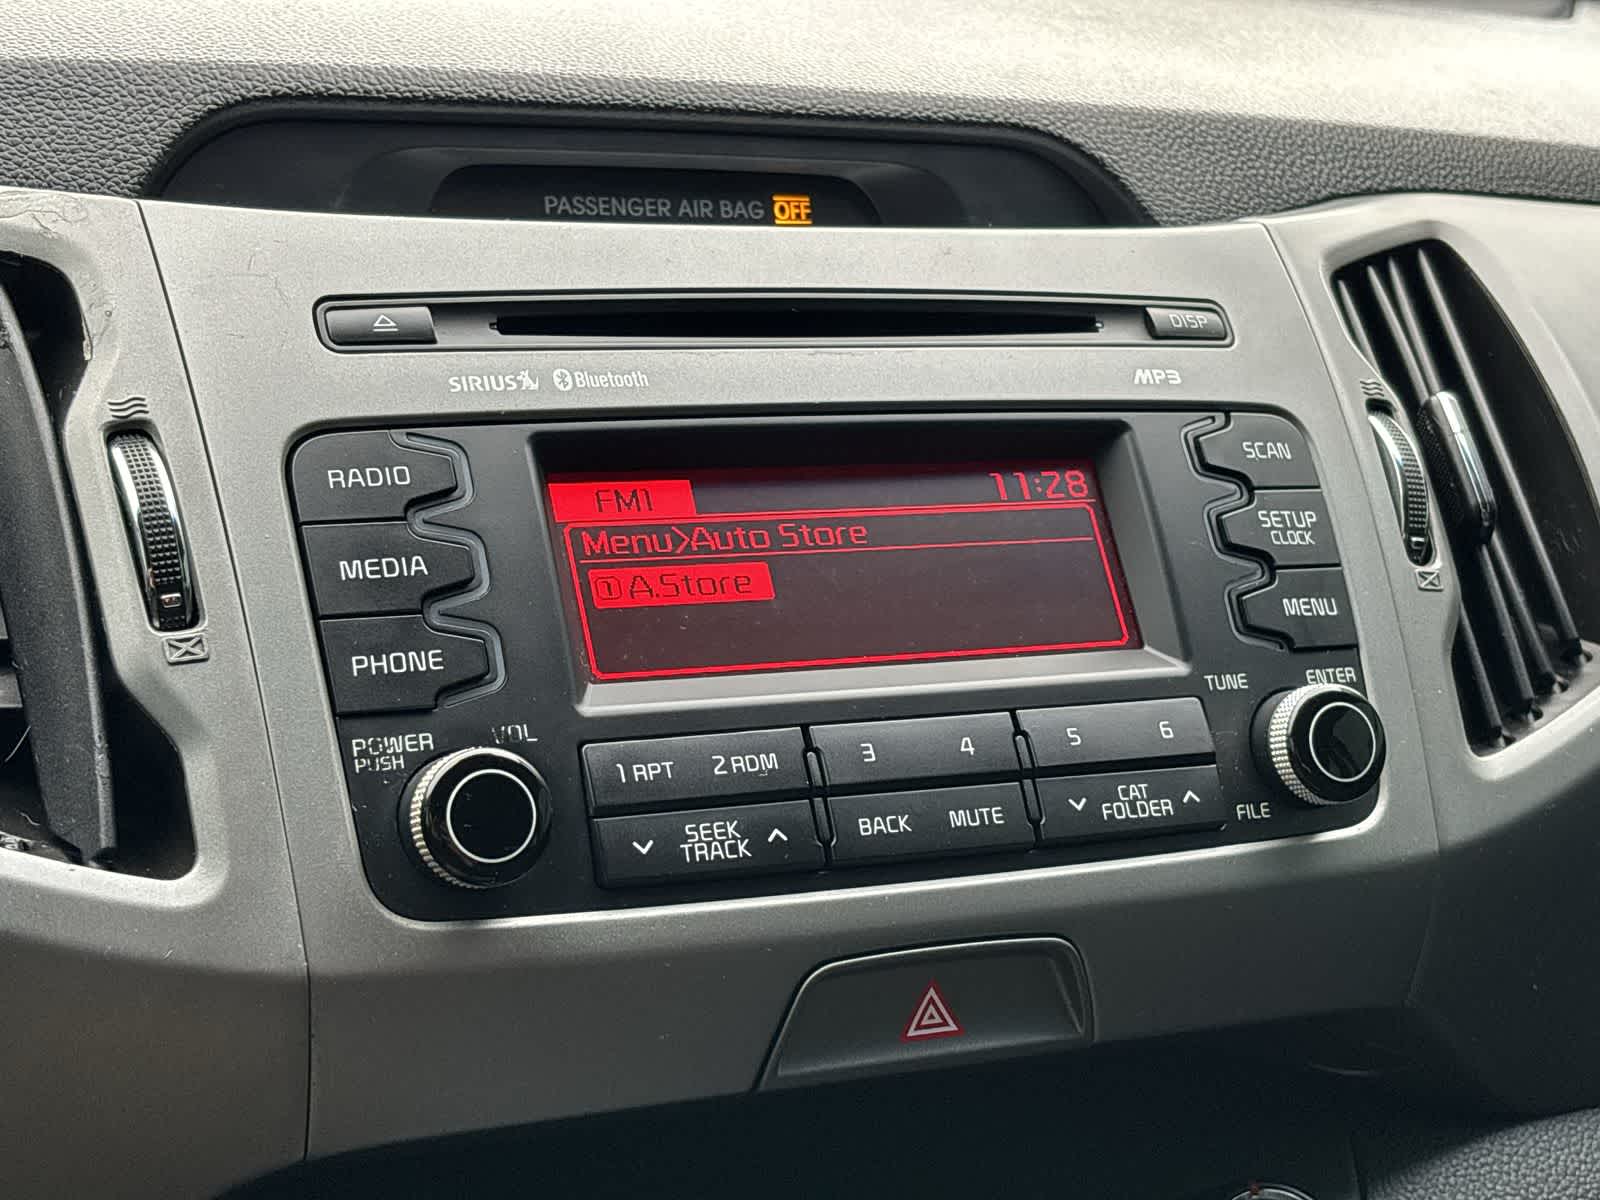 PASSENGER AIR BAG OFF
DISP
SIRIUS Bluetooth
MP3
RADIO
MEDIA
PHONE
POWER
PUSH
VOL
FM1
11:28
Menu>Auto Store
1 A.Store
SCAN
SETUP
CLOCK
MENU
TUNE
ENTER
FILE
1 RPT 2 RDM
3 4
5 6
SEEK
TRACK
BACK MUTE
CAT
FOLDER